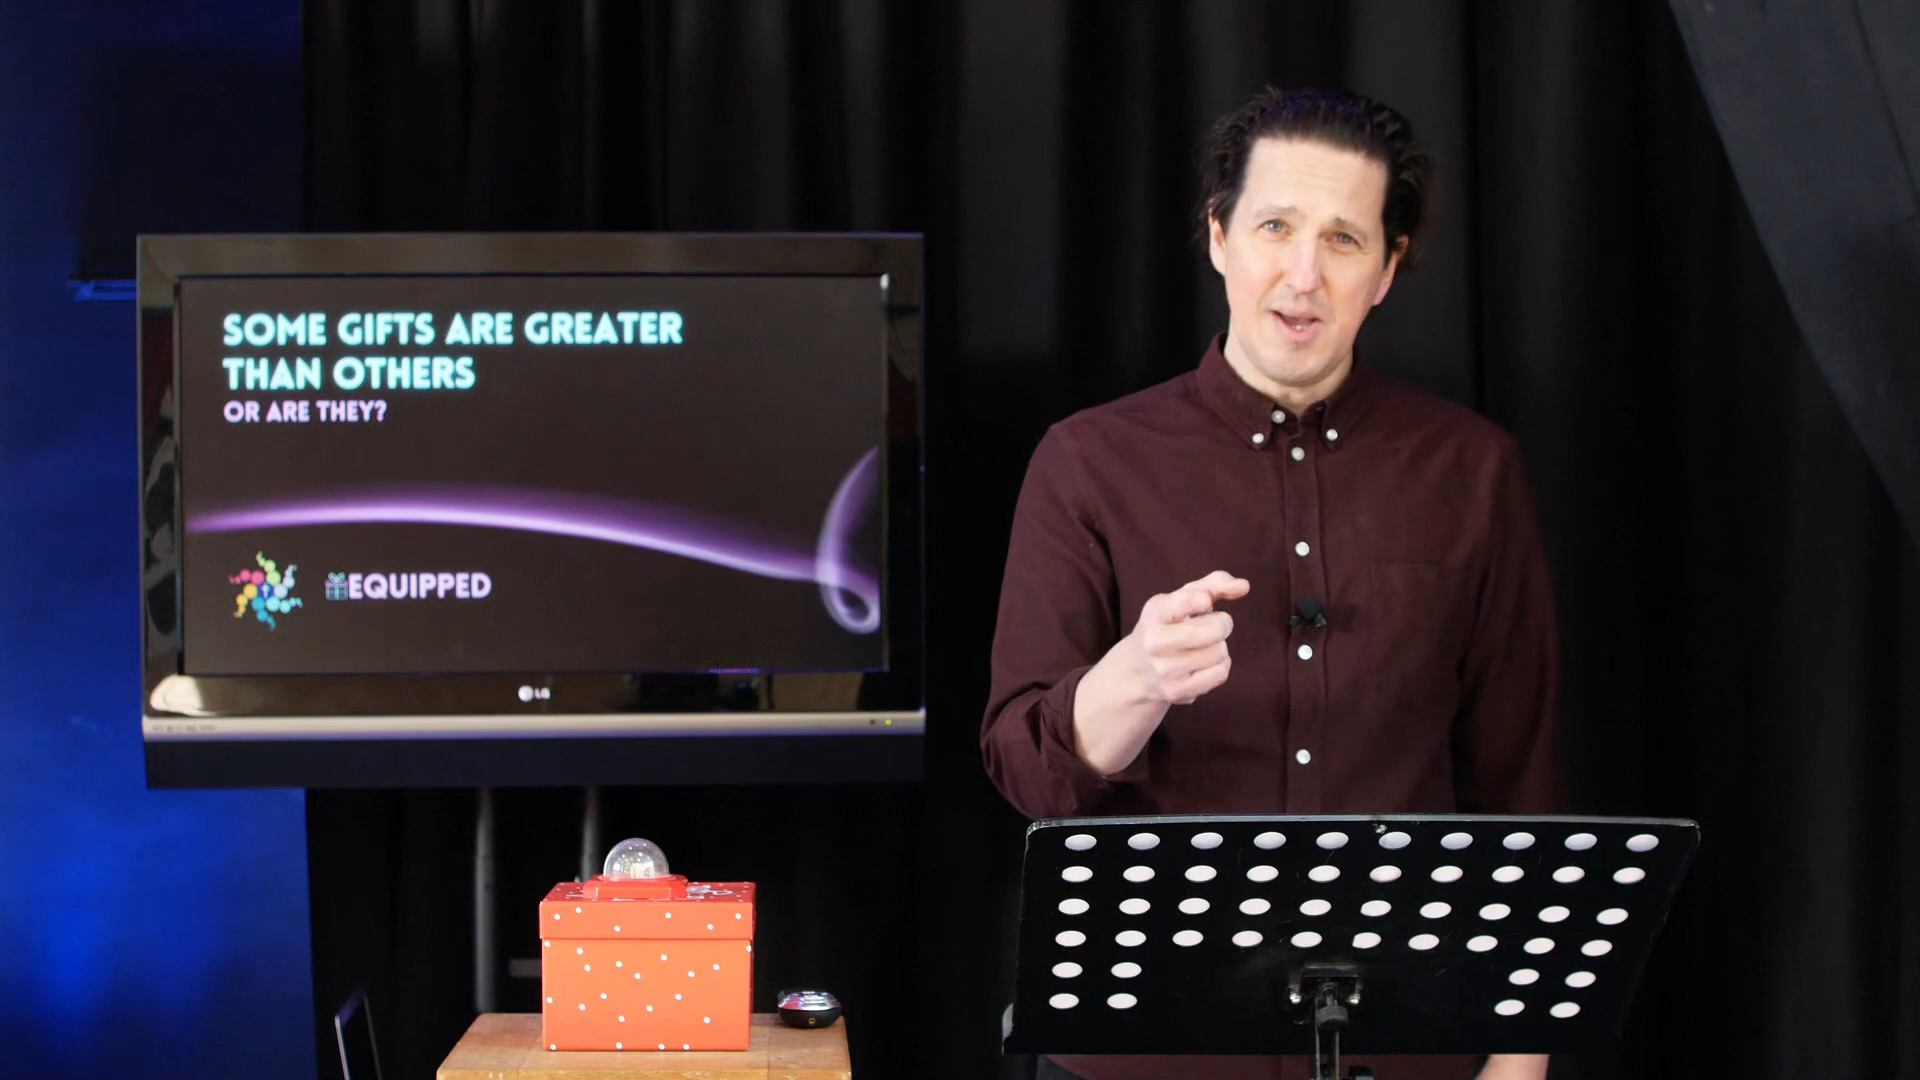 SOME GIFTS ARE GREATER
THAN OTHERS
OR ARE THEY?
EQUIPPED
LG